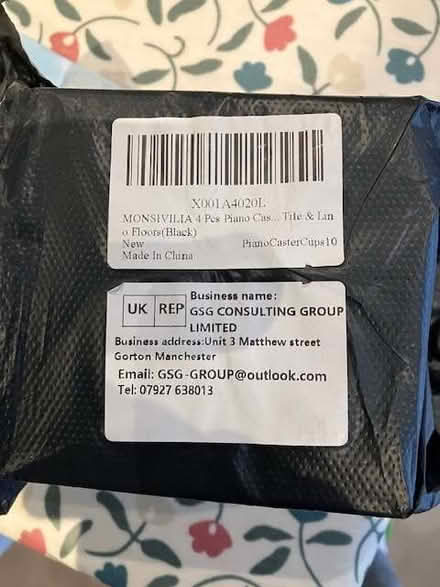 X001A4020L
MONSIVILIA 4 Pcs Piano Cas... Tile & Lin
o Floors(Black)
New PianoCasterCups10
Made In China
UK REP
Business name:
GSG CONSULTING GROUP
LIMITED
Business address:Unit 3 Matthew street
Gorton Manchester
Email: GSG-GROUP@outlook.com
Tel: 07927 638013